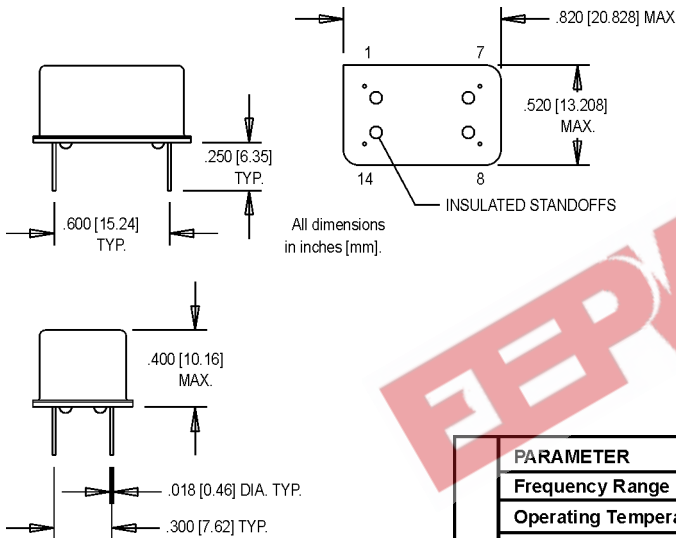 .820 [20.828] MAX
1
7
.520 [13.208]
MAX.
.250 [6.35]
TYP.
14
8
INSULATED STANDOFFS
.600 [15.24]
TYP.
All dimensions
in inches [mm].
.400 [10.16]
MAX.
.018 [0.46] DIA. TYP.
.300 [7.62] TYP.
PARAMETER
Frequency Range
Operating Tempera